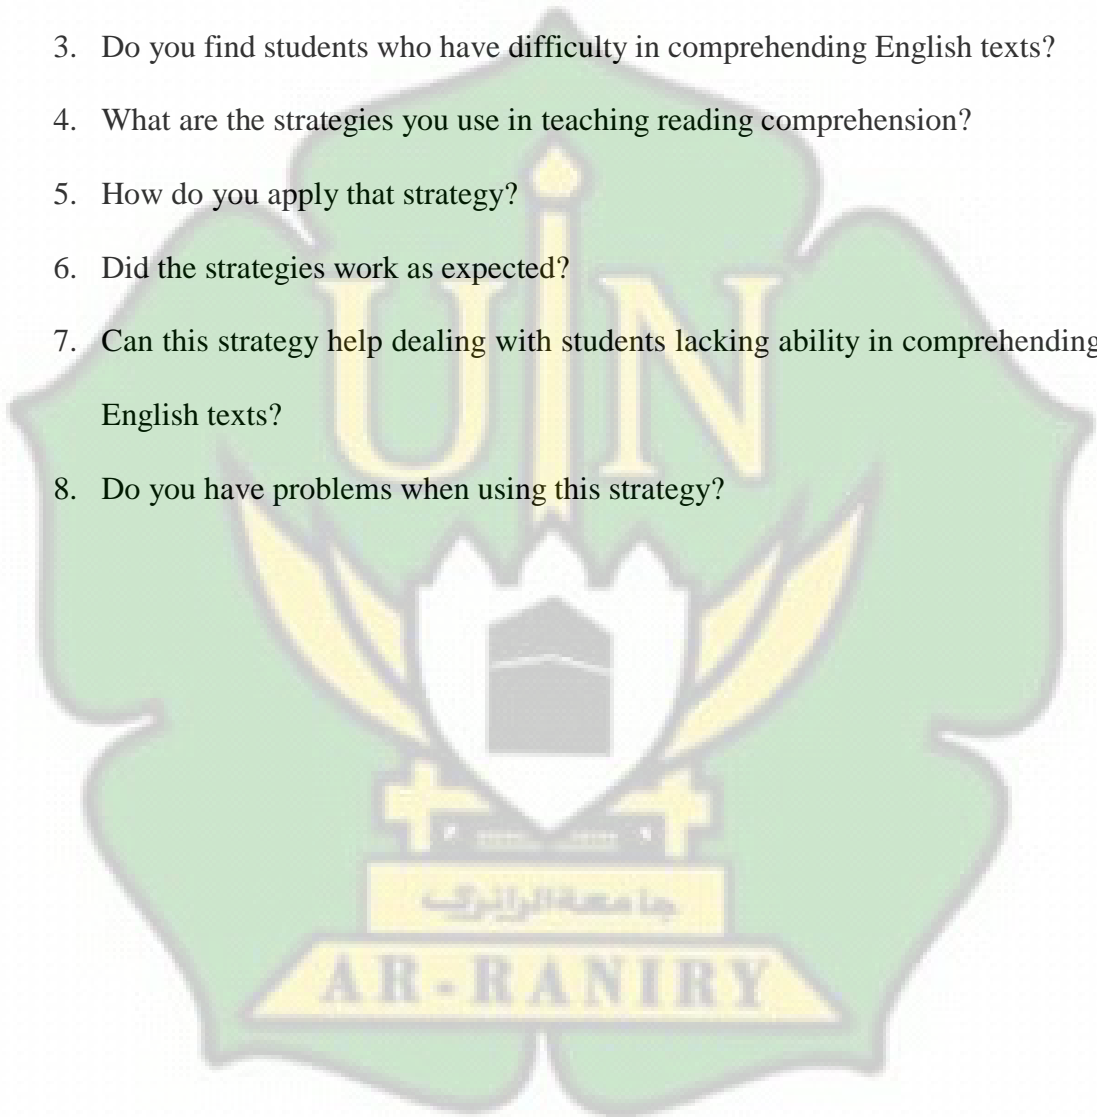 3. Do you find students who have difficulty in comprehending English texts?
4. What are the strategies you use in teaching reading comprehension?
5. How do you apply that strategy?
6. Did the strategies work as expected?
7. Can this strategy help dealing with students lacking ability in comprehending
English texts?
8. Do you have problems when using this strategy?
UIN
جامعة الرانري
AR-RANIRY